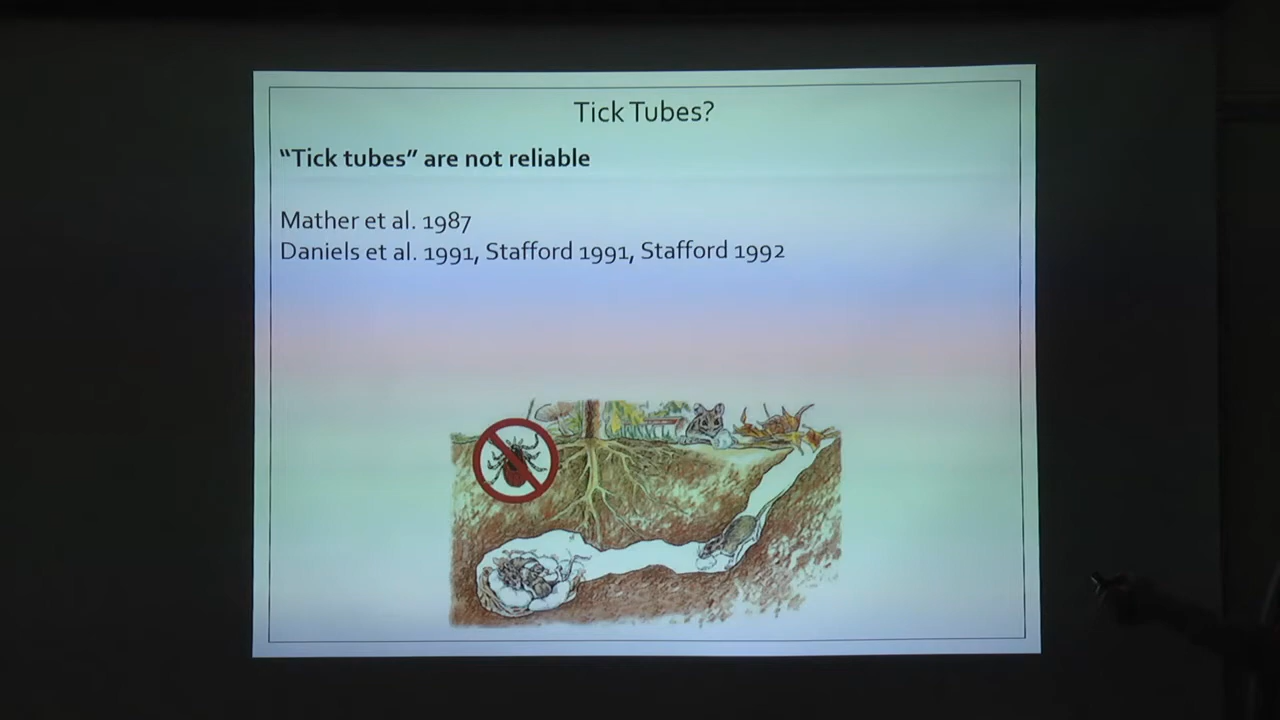 Tick Tubes?
“Tick tubes” are not reliable
Mather et al. 1987
Daniels et al. 1991, Stafford 1991, Stafford 1992